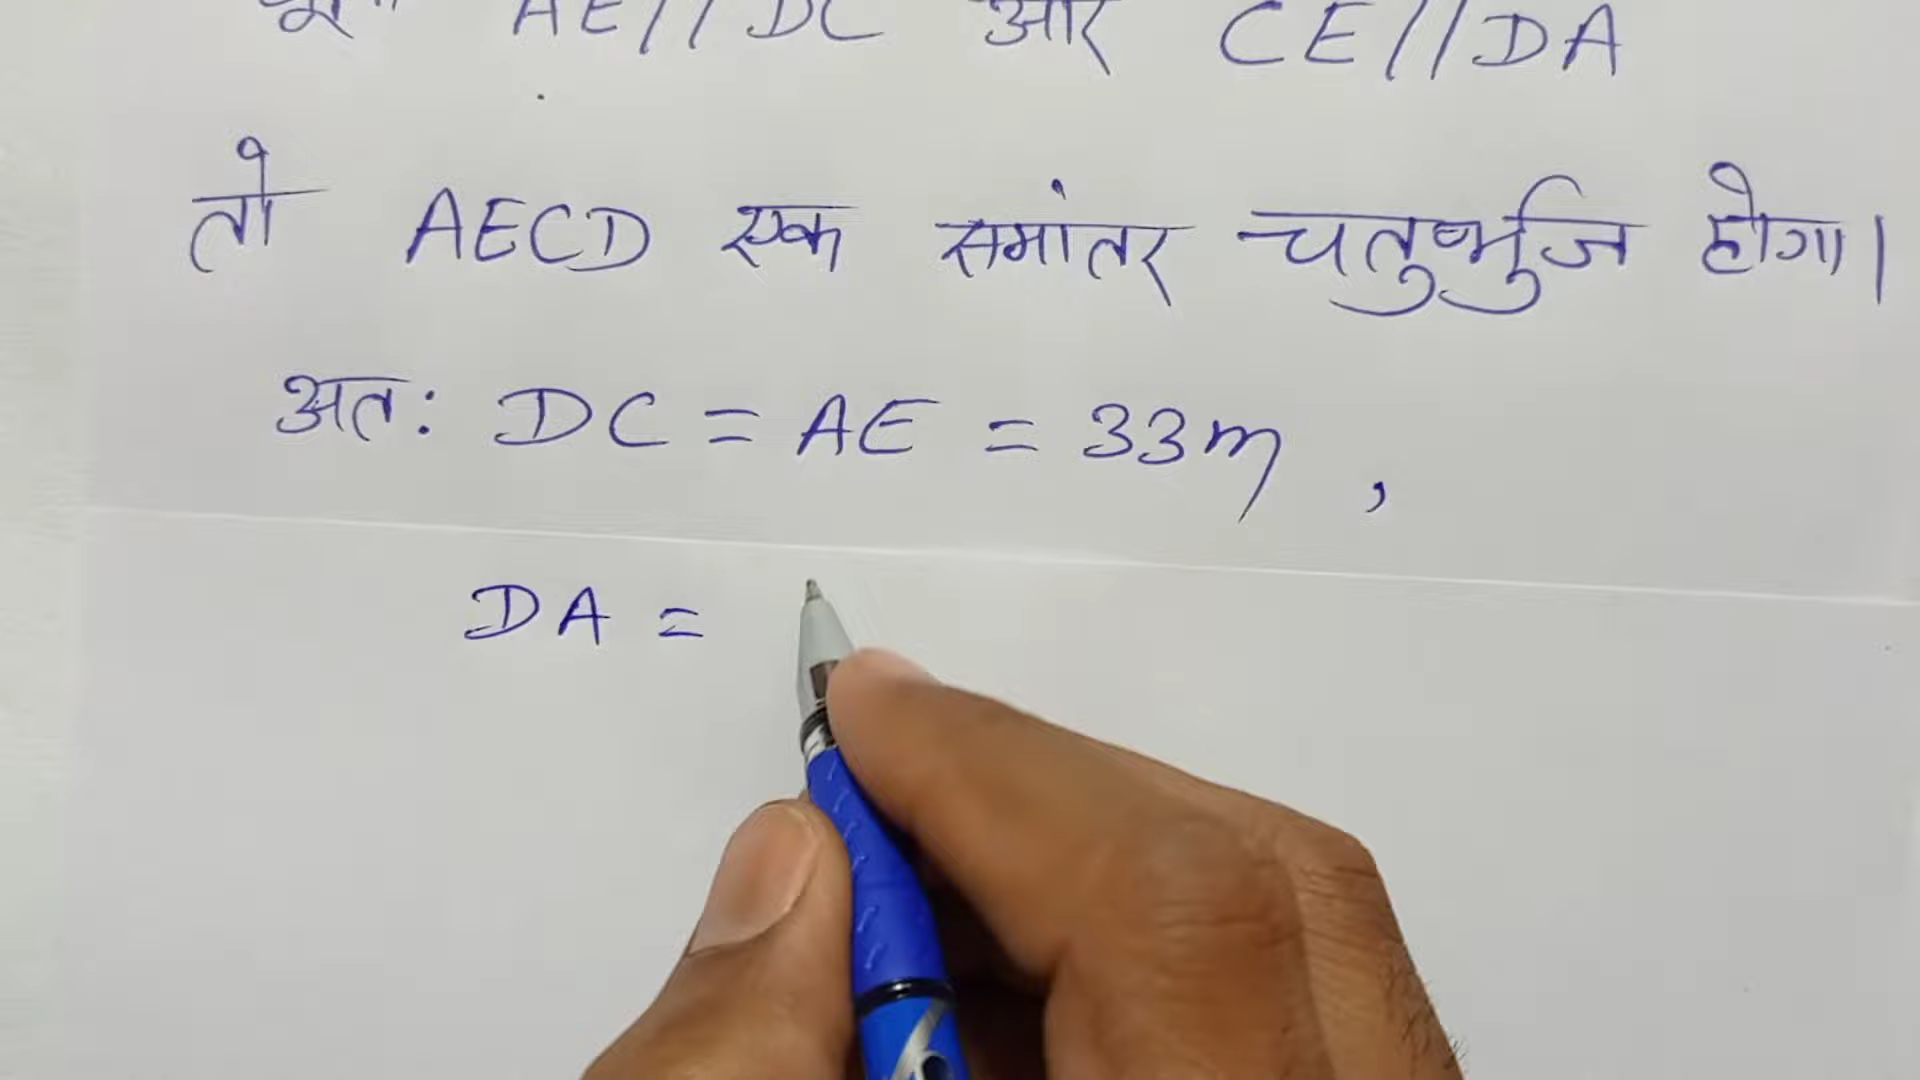 AE//DC और CE//DA
तो AECD एक समांतर चतुर्भुज होगा।
अत: DC = AE = 33m,
DA =